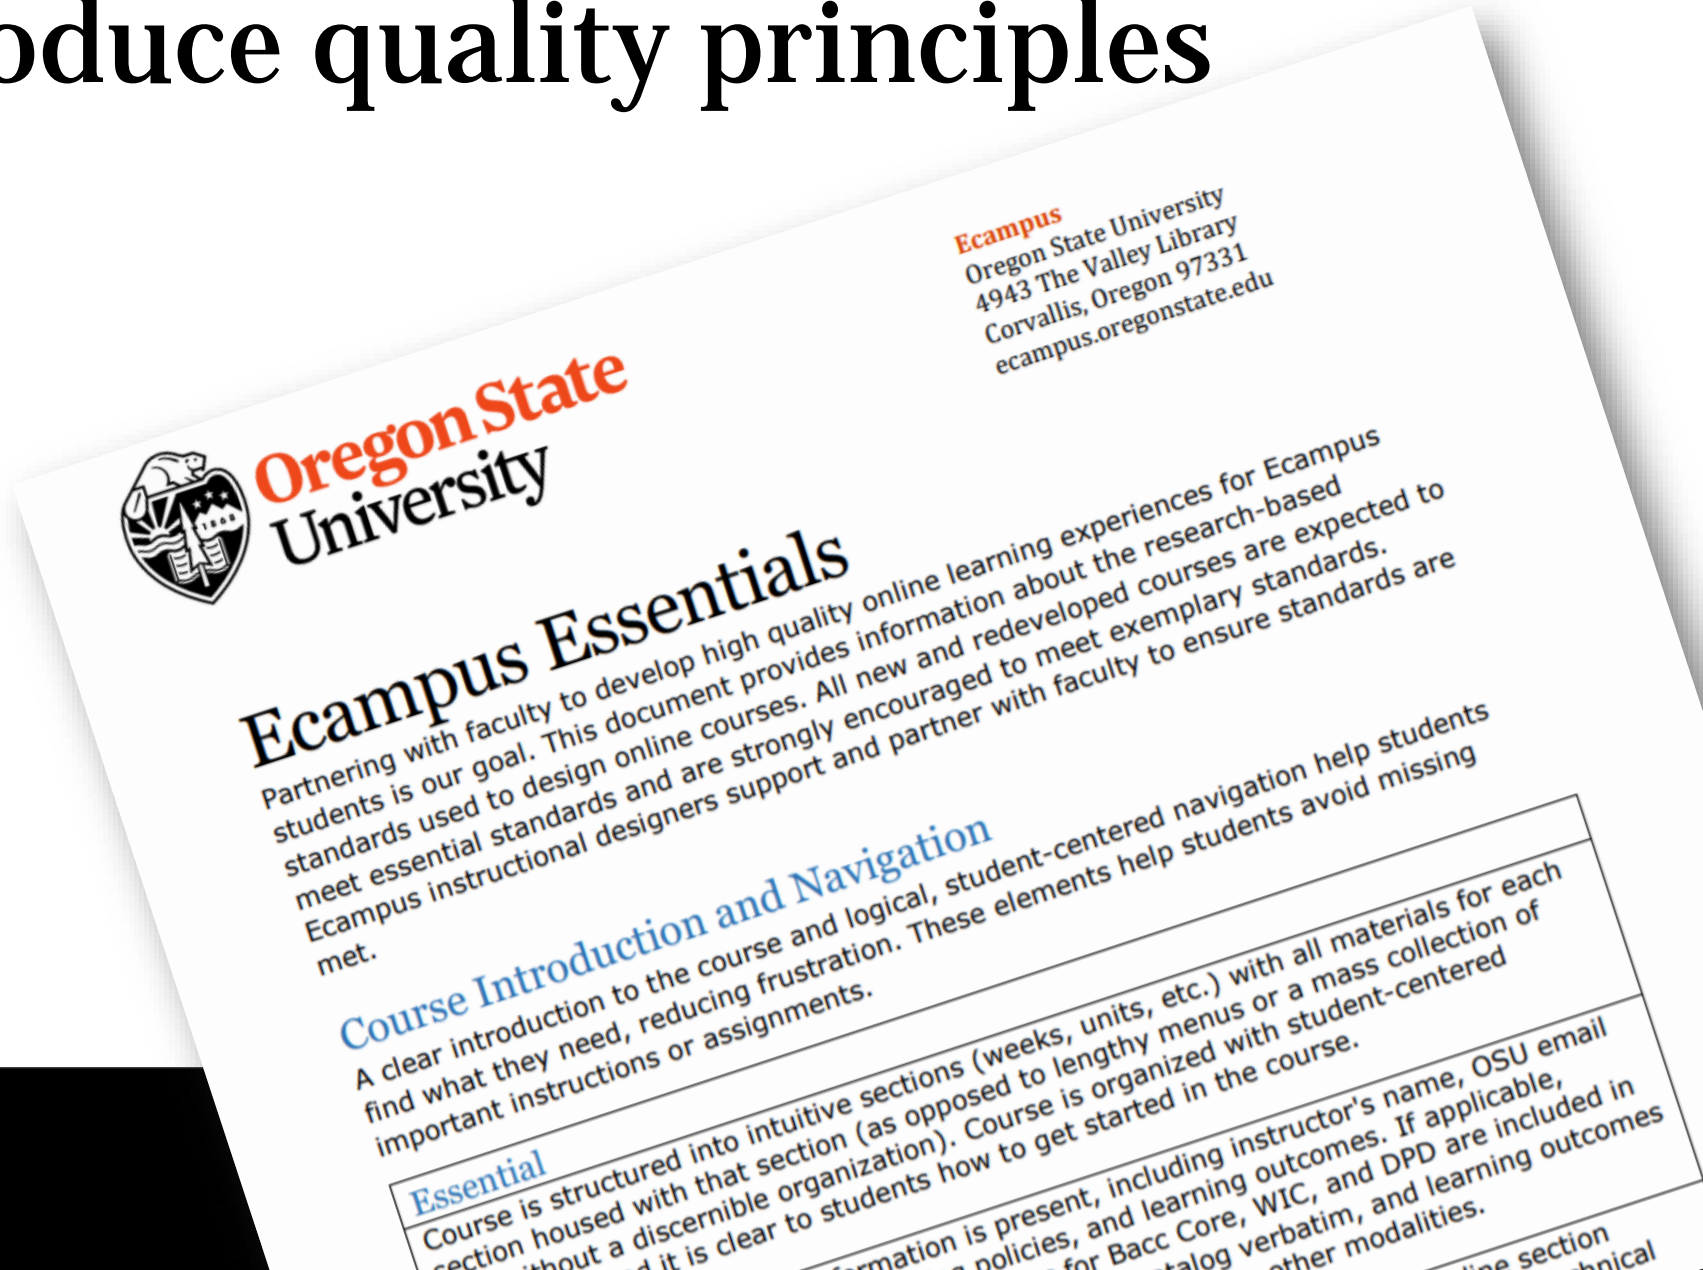 oduce quality principles
Ecampus
Oregon State University
4943 The Valley Library
Corvallis, Oregon 97331
ecampus.oregonstate.edu
Oregon State
University
1868
Ecampus Essentials
Partnering with faculty to develop high quality online learning experiences for Ecampus
students is our goal. This document provides information about the research-based
standards used to design online courses. All new and redeveloped courses are expected to
meet essential standards and are strongly encouraged to meet exemplary standards.
Ecampus instructional designers support and partner with faculty to ensure standards are
met.
Course Introduction and Navigation
A clear introduction to the course and logical, student-centered navigation help students
find what they need, reducing frustration. These elements help students avoid missing
important instructions or assignments.
Essential
Course is structured into intuitive sections (weeks, units, etc.) with all materials for each
section housed with that section (as opposed to lengthy menus or a mass collection of
thout a discernible organization). Course is organized with student-centered
d it is clear to students how to get started in the course.
formation is present, including instructor's name, OSU email
policies, and learning outcomes. If applicable,
for Bacc Core, WIC, and DPD are included in
talog verbatim, and learning outcomes
other modalities.
ine section
chnical